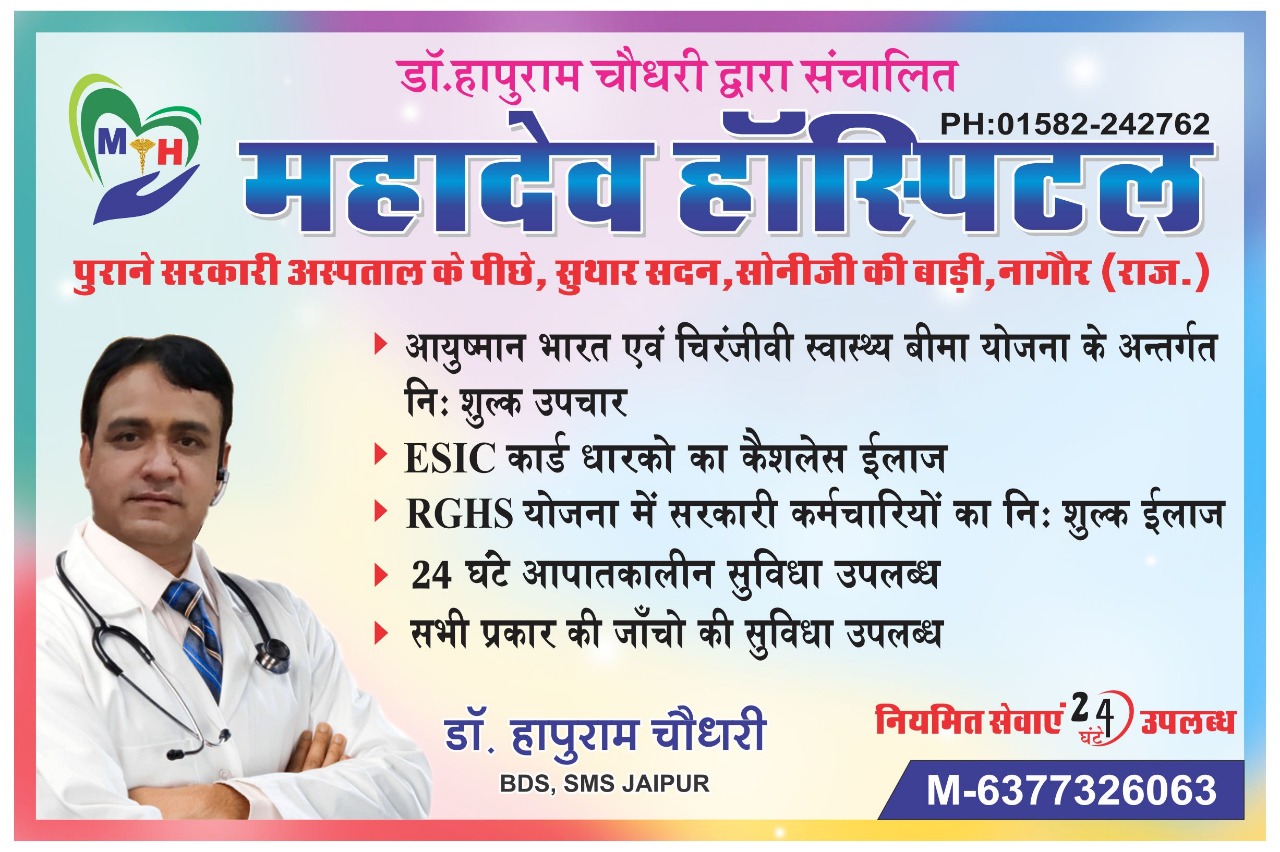 डॉ.हापुराम चौधरी द्वारा संचालित
PH:01582-242762
M H
महादेव हॉस्पिटल
पुराने सरकारी अस्पताल के पीछे, सुथार सदन,सोनीजी की बाड़ी,नागौर (राज.)
आयुष्मान भारत एवं चिरंजीवी स्वास्थ्य बीमा योजना के अन्तर्गत
निः शुल्क उपचार
ESIC कार्ड धारको का कैशलेस ईलाज
RGHS योजना में सरकारी कर्मचारियों का निः शुल्क ईलाज
24 घंटे आपातकालीन सुविधा उपलब्ध
सभी प्रकार की जाँचो की सुविधा उपलब्ध
नियमित सेवाएं 24 घंटे उपलब्ध
डॉ. हापुराम चौधरी
BDS, SMS JAIPUR
M-6377326063